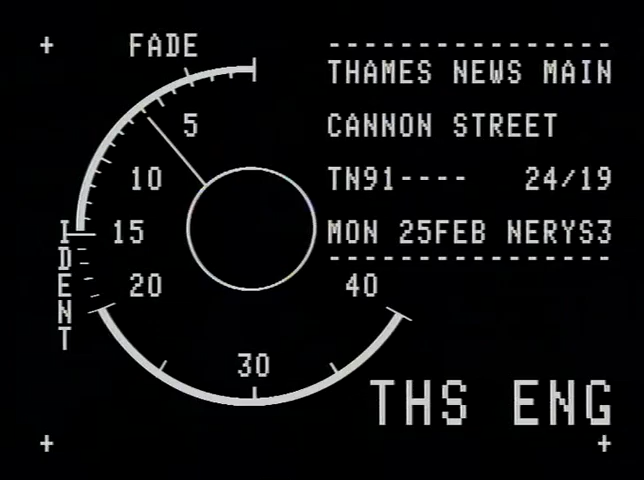 FADE
5
10
15
20
30
40
IDENT
----------------
THAMES NEWS MAIN
CANNON STREET
TN91---- 24/19
MON 25FEB NERYS3
----------------
THS ENG